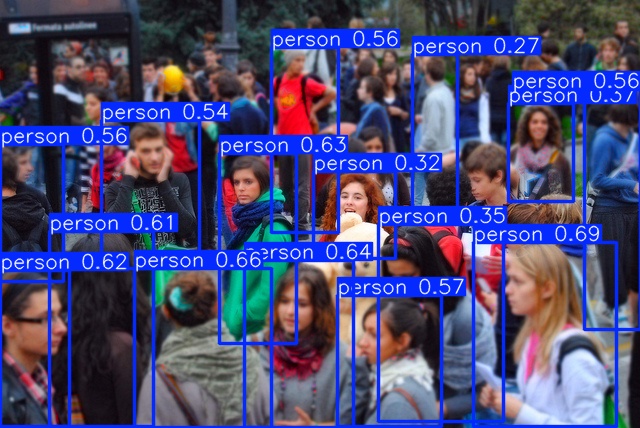 Fermata autolinee
person 0.56
person 0.27
person 0.56
person 0.37
person 0.54
person 0.56
person 0.63
person 0.32
person 0.61
person 0.35
person 0.69
person 0.62
person 0.66
person 0.64
person 0.57